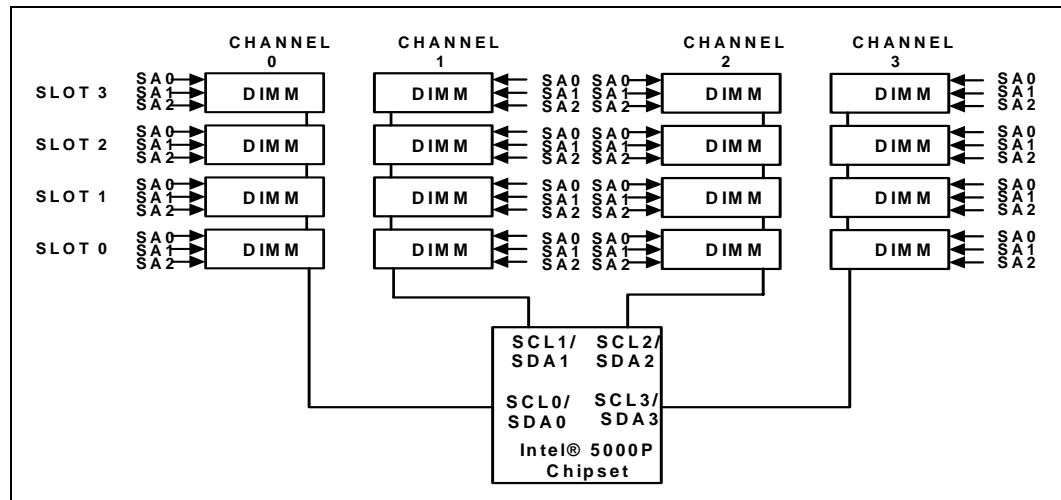 CHANNEL 0 CHANNEL 1 CHANNEL 2 CHANNEL 3
SLOT 3
SA0 SA1 SA2 DIMM DIMM SA0 SA1 SA2 SA0 SA1 SA2 DIMM DIMM SA0 SA1 SA2
SLOT 2
SA0 SA1 SA2 DIMM DIMM SA0 SA1 SA2 SA0 SA1 SA2 DIMM DIMM SA0 SA1 SA2
SLOT 1
SA0 SA1 SA2 DIMM DIMM SA0 SA1 SA2 SA0 SA1 SA2 DIMM DIMM SA0 SA1 SA2
SLOT 0
SA0 SA1 SA2 DIMM DIMM SA0 SA1 SA2 SA0 SA1 SA2 DIMM DIMM SA0 SA1 SA2
SCL1/ SCL2/
SDA1 SDA2
SCL0/ SCL3/
SDA0 SDA3
Intel® 5000P
Chipset